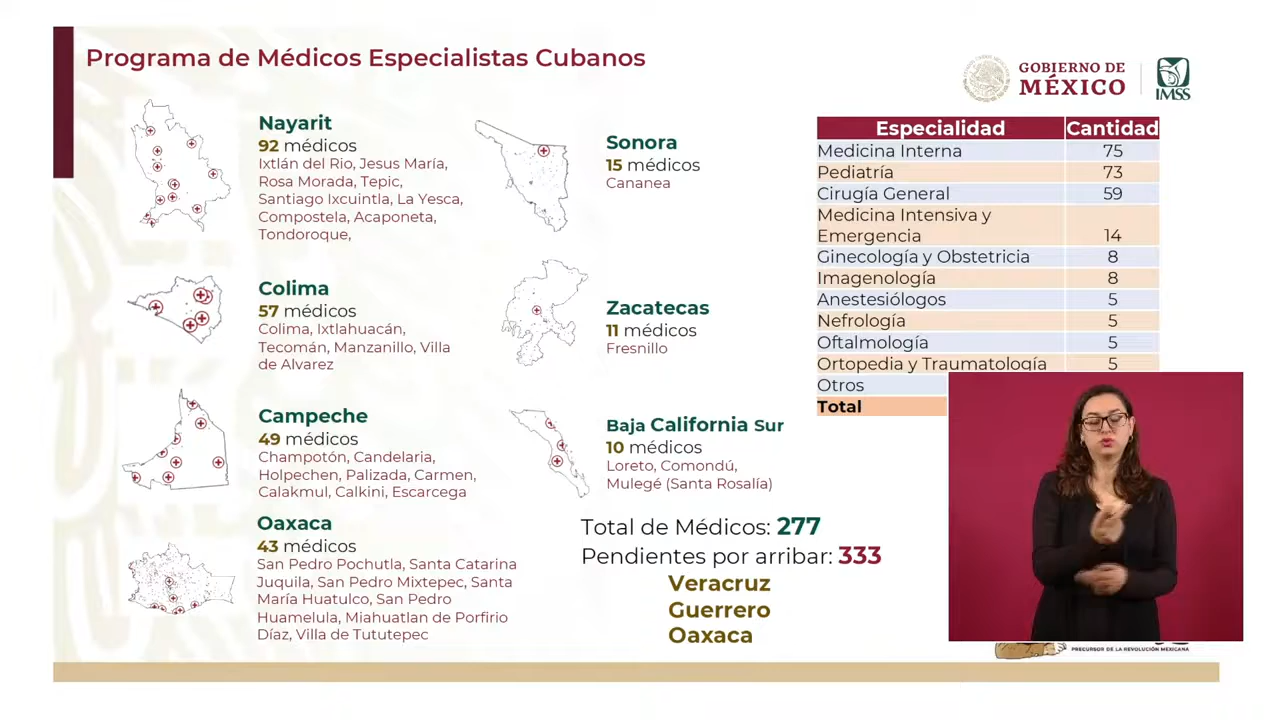 Programa de Médicos Especialistas Cubanos
GOBIERNO DE
MÉXICO
IMSS
Nayarit
92 médicos
Ixtlán del Rio, Jesus María,
Rosa Morada, Tepic,
Santiago Ixcuintla, La Yesca,
Compostela, Acaponeta,
Tondoroque,
Colima
57 médicos
Colima, Ixtlahuacán,
Tecomán, Manzanillo, Villa
de Alvarez
Campeche
49 médicos
Champotón, Candelaria,
Holpechen, Palizada, Carmen,
Calakmul, Calkini, Escarcega
Oaxaca
43 médicos
San Pedro Pochutla, Santa Catarina
Juquila, San Pedro Mixtepec, Santa
María Huatulco, San Pedro
Huamelula, Miahuatlan de Porfirio
Díaz, Villa de Tututepec
Sonora
15 médicos
Cananea
Zacatecas
11 médicos
Fresnillo
Baja California Sur
10 médicos
Loreto, Comondú,
Mulegé (Santa Rosalía)
Total de Médicos: 277
Pendientes por arribar: 333
Veracruz
Guerrero
Oaxaca
Especialidad Cantidad
Medicina Interna 75
Pediatría 73
Cirugía General 59
Medicina Intensiva y
Emergencia 14
Ginecología y Obstetricia 8
Imagenología 8
Anestesiólogos 5
Nefrología 5
Oftalmología 5
Ortopedia y Traumatología 5
Otros
Total
PRECURSOR DE LA REVOLUCIÓN MEXICANA